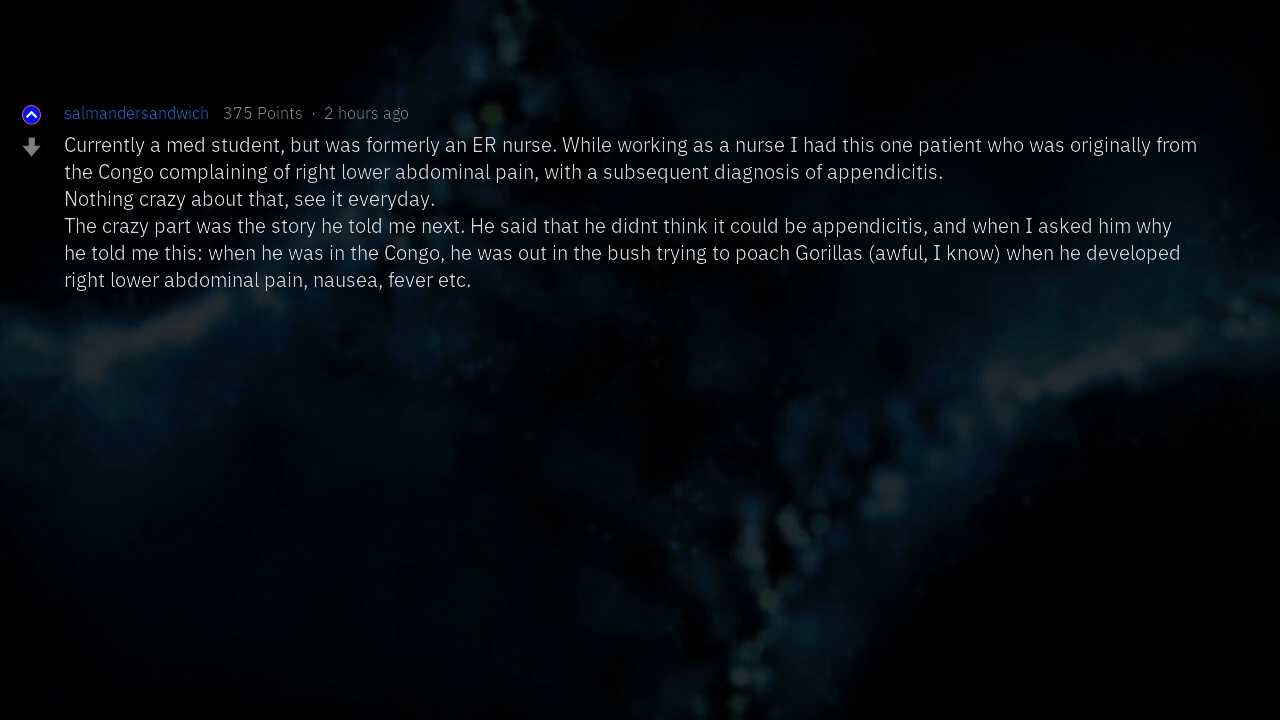 salmandersandwich 375 Points · 2 hours ago
Currently a med student, but was formerly an ER nurse. While working as a nurse I had this one patient who was originally from
the Congo complaining of right lower abdominal pain, with a subsequent diagnosis of appendicitis.
Nothing crazy about that, see it everyday.
The crazy part was the story he told me next. He said that he didnt think it could be appendicitis, and when I asked him why
he told me this: when he was in the Congo, he was out in the bush trying to poach Gorillas (awful, I know) when he developed
right lower abdominal pain, nausea, fever etc.